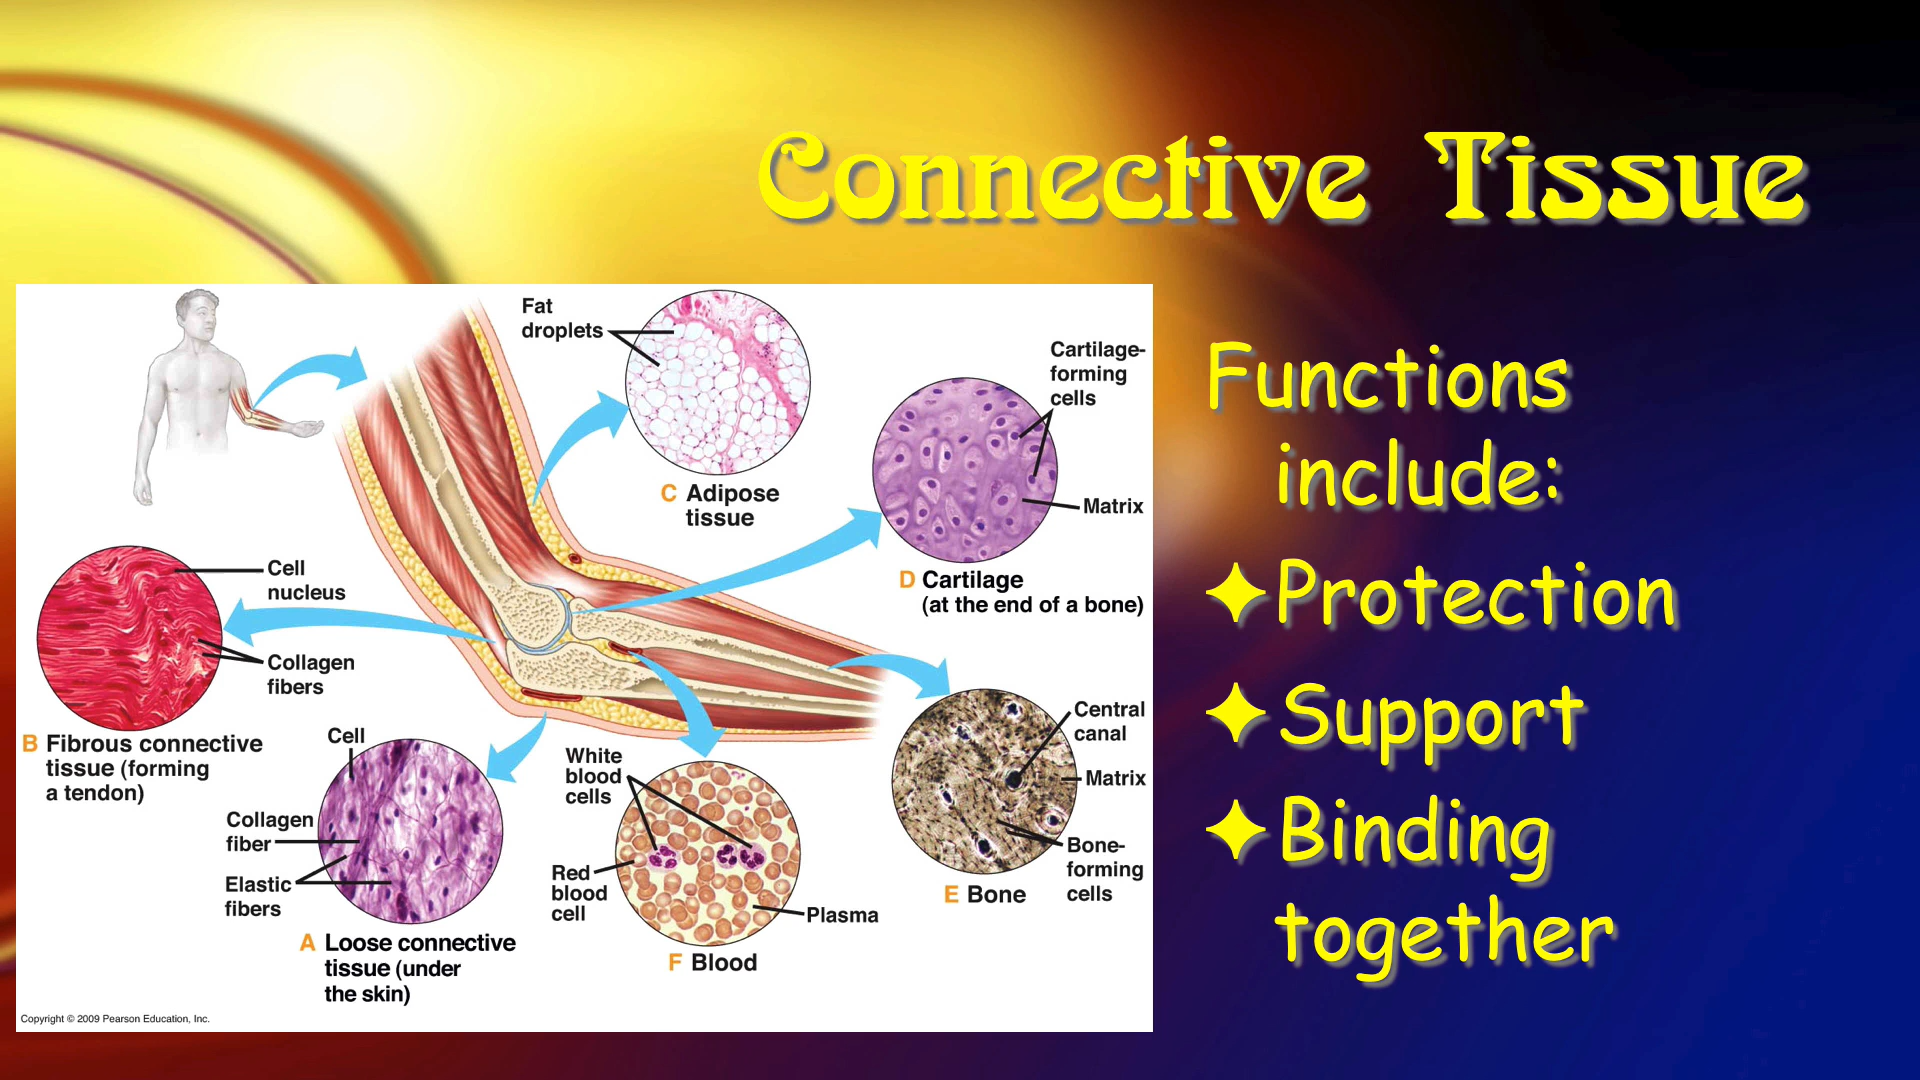 Connective Tissue
Fat
droplets
C Adipose
tissue
Cartilage-
forming
cells
Matrix
D Cartilage
(at the end of a bone)
Cell
nucleus
Collagen
fibers
B Fibrous connective
tissue (forming
a tendon)
Cell
Collagen
fiber
Elastic
fibers
A Loose connective
tissue (under
the skin)
White
blood
cells
Red
blood
cell
Plasma
F Blood
Central
canal
Matrix
Bone-
forming
cells
E Bone
Copyright © 2009 Pearson Education, Inc.
Functions
include:
Protection
Support
Binding
together